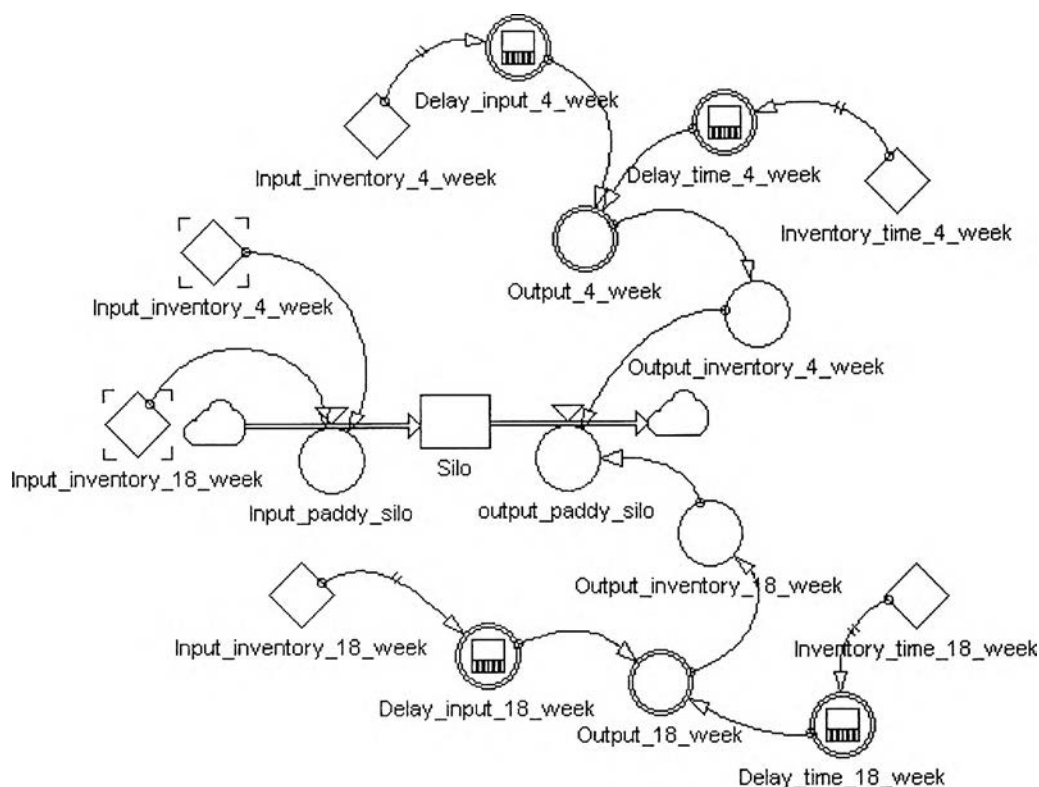 Delay_input_4_week
Input_inventory_4_week
Delay_time_4_week
Inventory_time_4_week
Input_inventory_4_week
Output_4_week
Output_inventory_4_week
Input_inventory_18_week
Silo
Input_paddy_silo
output_paddy_silo
Output_inventory_18_week
Input_inventory_18_week
Inventory_time_18_week
Delay_input_18_week
Output_18_week
Delay_time_18_week